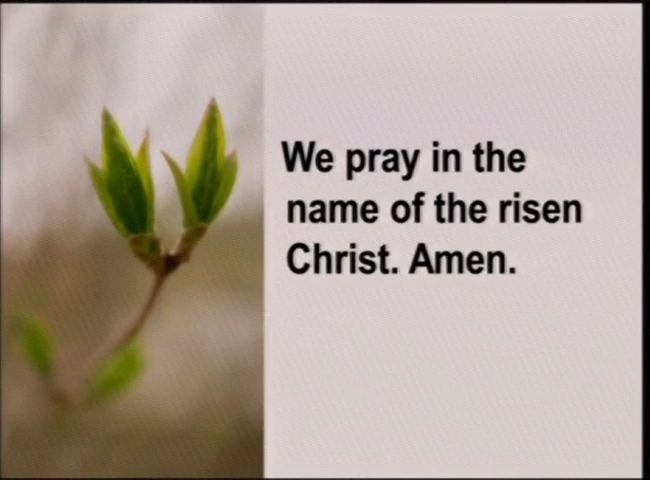 We pray in the
name of the risen
Christ. Amen.